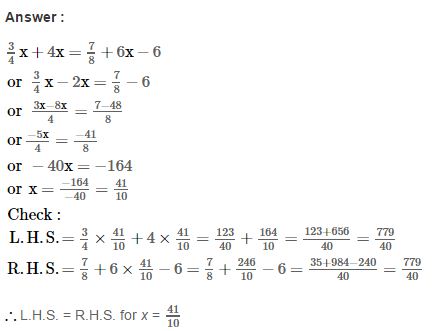 Answer :
3/4 x + 4x = 7/8 + 6x − 6
or 3/4 x − 2x = 7/8 − 6
or (3x−8x)/4 = (7−48)/8
or −5x/4 = −41/8
or − 40x = −164
or x = −164/−40 = 41/10
Check :
L.H.S. = 3/4 × 41/10 + 4 × 41/10 = 123/40 + 164/10 = (123+656)/40 = 779/40
R.H.S. = 7/8 + 6 × 41/10 − 6 = 7/8 + 246/10 − 6 = (35+984−240)/40 = 779/40
∴ L.H.S. = R.H.S. for x = 41/10